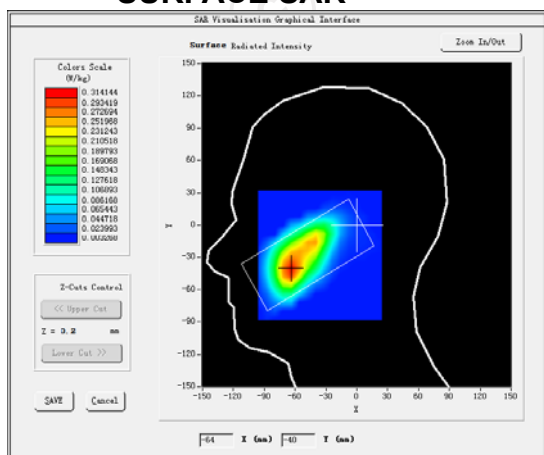 SURFACE SAR
SAR Visualisation Graphical Interface
Surface Radiated Intensity
Zoom In/Out
Colors Scale
(W/kg)
0.314144
0.293419
0.272694
0.251968
0.231243
0.210518
0.189793
0.169068
0.148343
0.127618
0.106893
0.086168
0.065443
0.044718
0.023993
0.003268
Z-Cuts Control
<< Upper Cut
Z = 0.2 mm
Lower Cut >>
SAVE
Cancel
150
120
90
60
30
0
-30
-60
-90
-120
-150
Y
-150 -120 -90 -60 -30 0 30 60 90 120 150
X
-64 X (mm) -40 Y (mm)